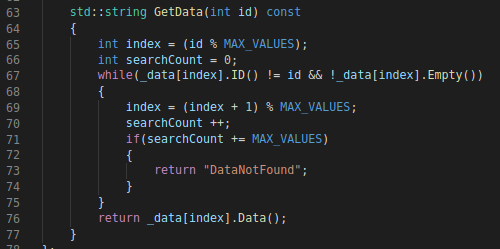 63 std::string GetData(int id) const
64 {
65 int index = (id % MAX_VALUES);
66 int searchCount = 0;
67 while(_data[index].ID() != id && !_data[index].Empty())
68 {
69 index = (index + 1) % MAX_VALUES;
70 searchCount ++;
71 if(searchCount += MAX_VALUES)
72 {
73 return "DataNotFound";
74 }
75 }
76 return _data[index].Data();
77 }
78 };